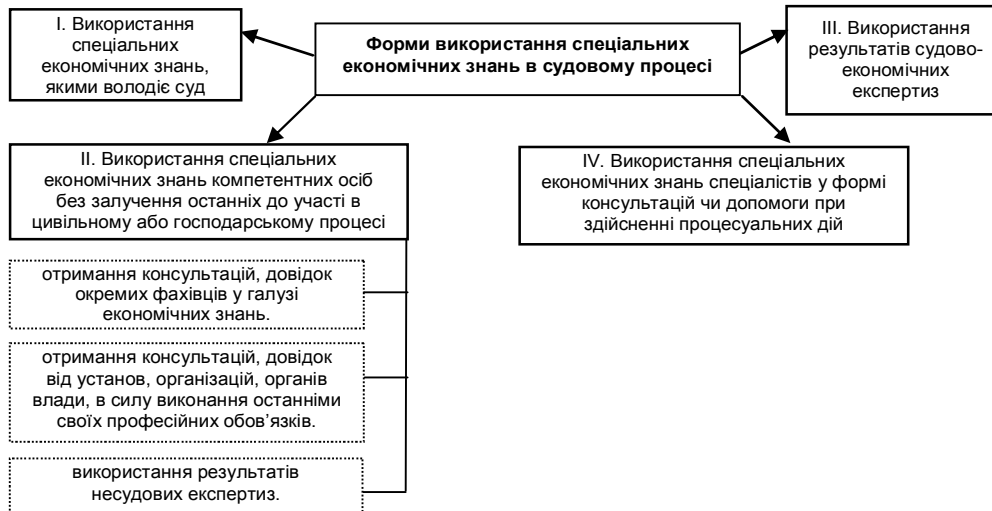 І. Використання
спеціальних
економічних знань,
якими володіє суд
Форми використання спеціальних
економічних знань в судовому процесі
ІІІ. Використання
результатів судово-
економічних
експертиз
ІІ. Використання спеціальних
економічних знань компетентних осіб
без залучення останніх до участі в
цивільному або господарському процесі
IV. Використання спеціальних
економічних знань спеціалістів у формі
консультацій чи допомоги при
здійсненні процесуальних дій
отримання консультацій, довідок
окремих фахівців у галузі
економічних знань.
отримання консультацій, довідок
від установ, організацій, органів
влади, в силу виконання останніми
своїх професійних обов’язків.
використання результатів
несудових експертиз.